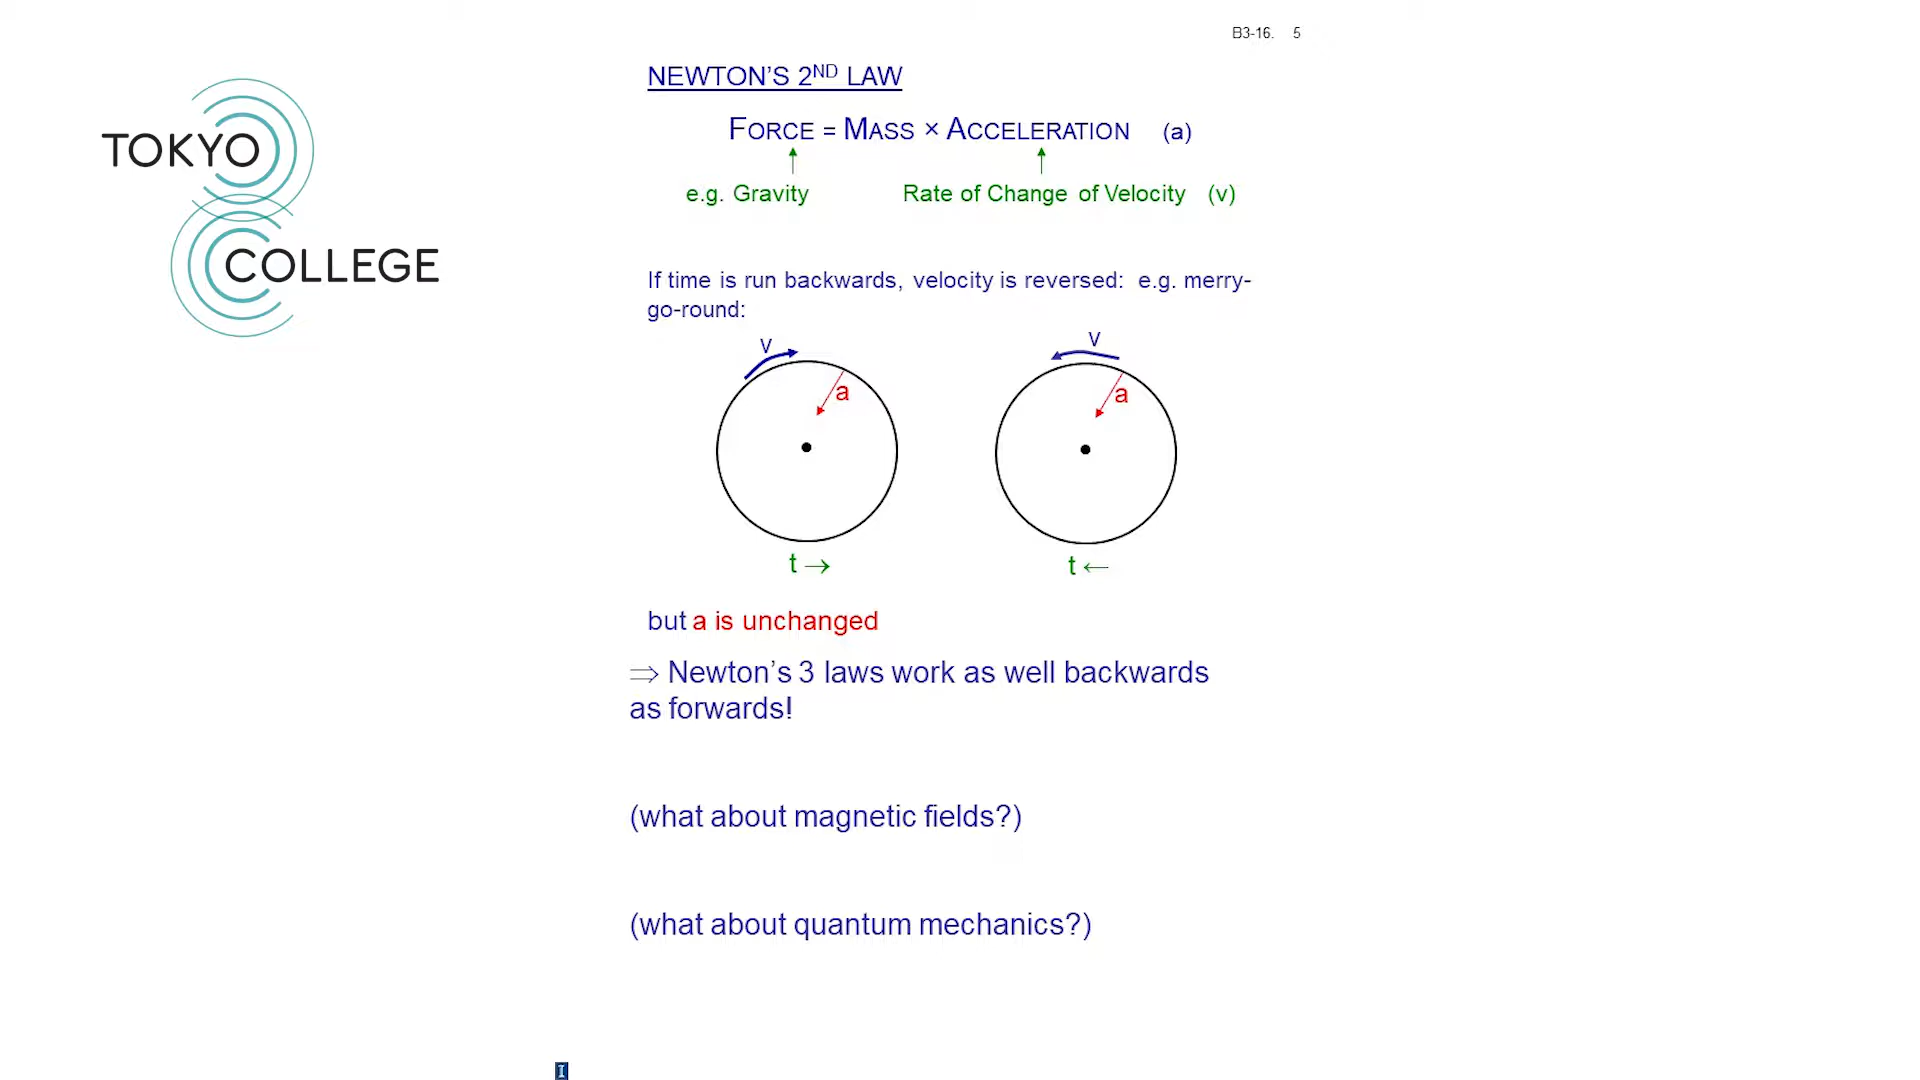 B3-16. 5
TOKYO
COLLEGE
NEWTON'S 2ND LAW
FORCE = MASS × ACCELERATION (a)
e.g. Gravity Rate of Change of Velocity (v)
If time is run backwards, velocity is reversed: e.g. merry-
go-round:
v v
a a
t → t ←
but a is unchanged
⇒ Newton's 3 laws work as well backwards
as forwards!
(what about magnetic fields?)
(what about quantum mechanics?)
I